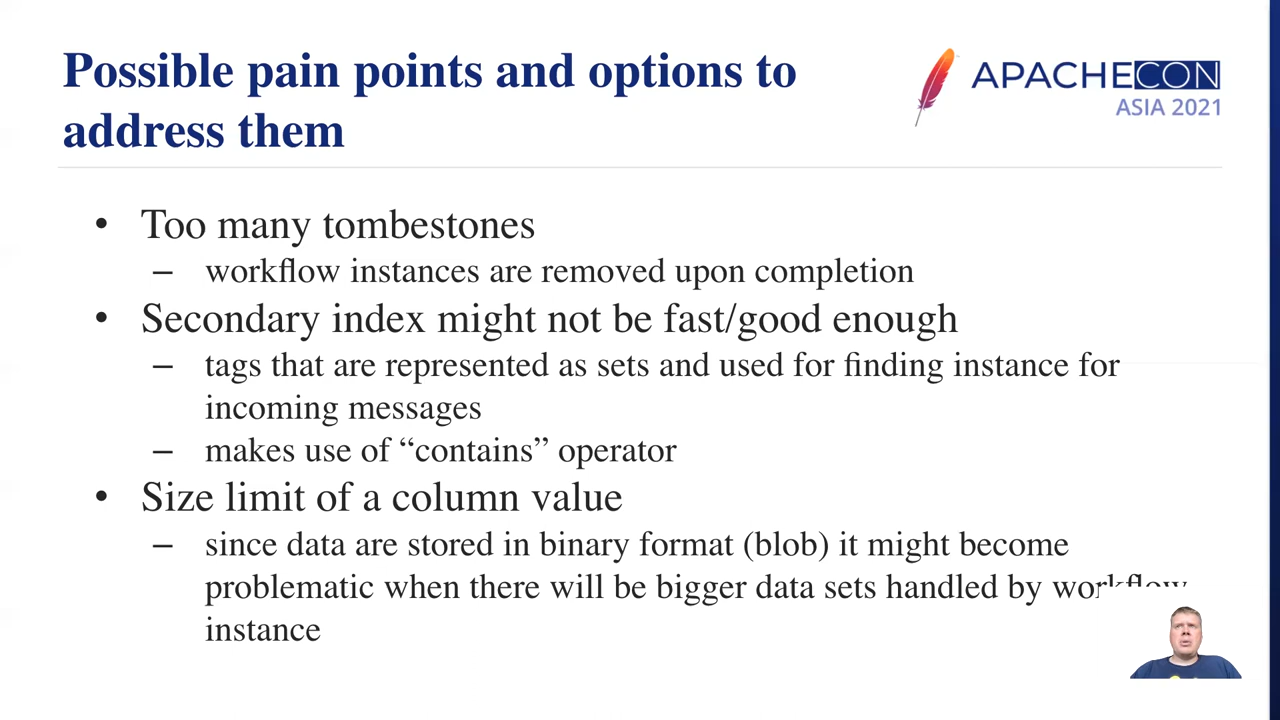 Possible pain points and options to
address them
APACHECON
ASIA 2021
• Too many tombestones
– workflow instances are removed upon completion
• Secondary index might not be fast/good enough
– tags that are represented as sets and used for finding instance for
incoming messages
– makes use of “contains” operator
• Size limit of a column value
– since data are stored in binary format (blob) it might become
problematic when there will be bigger data sets handled by workflow
instance